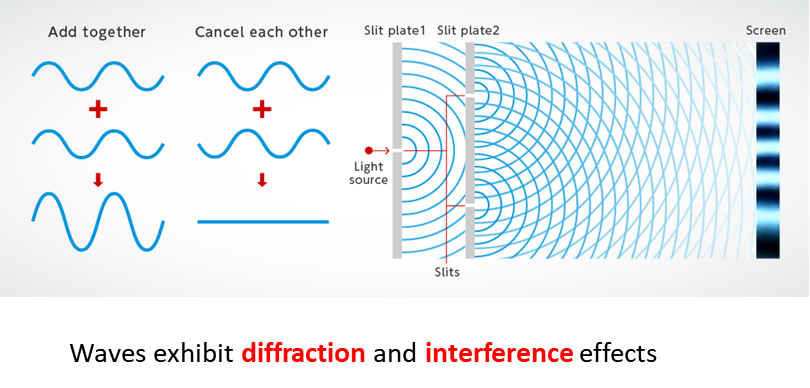 Add together
Cancel each other
Slit plate1
Slit plate2
Screen
Light
source
Slits
Waves exhibit diffraction and interference effects